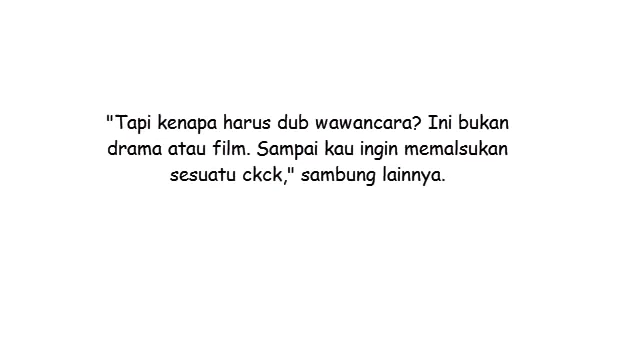 "Tapi kenapa harus dub wawancara? Ini bukan
drama atau film. Sampai kau ingin memalsukan
sesuatu ckck," sambung lainnya.